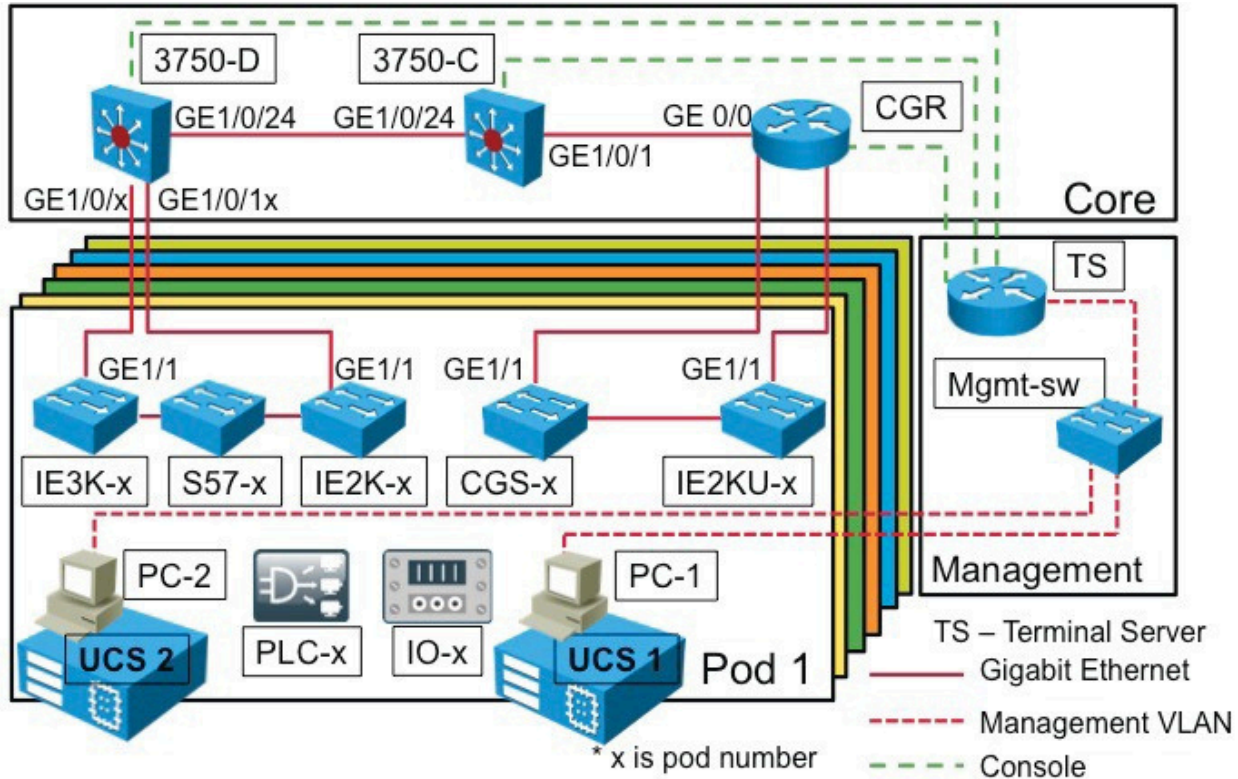 3750-D
3750-C
CGR
GE1/0/24
GE1/0/24
GE 0/0
GE1/0/1
GE1/0/x
GE1/0/1x
Core
TS
GE1/1
GE1/1
GE1/1
GE1/1
Mgmt-sw
IE3K-x
S57-x
IE2K-x
CGS-x
IE2KU-x
PC-2
PC-1
Management
UCS 2
PLC-x
IO-x
UCS 1
Pod 1
TS – Terminal Server
Gigabit Ethernet
Management VLAN
* x is pod number
Console